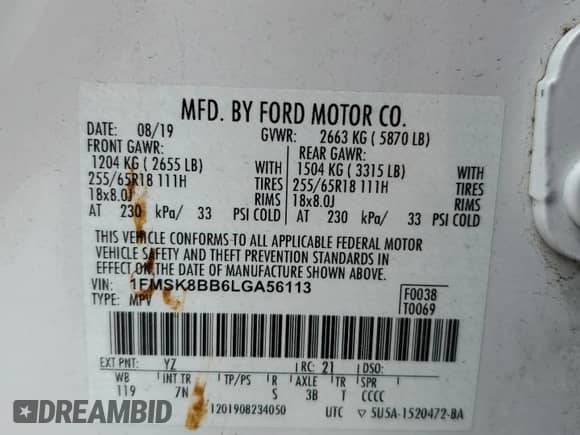 MFD. BY FORD MOTOR CO.
DATE: 08/19 GVWR: 2663 KG ( 5870 LB)
FRONT GAWR: REAR GAWR:
1204 KG ( 2655 LB) WITH 1504 KG ( 3315 LB) WITH
255/65R18 111H TIRES 255/65R18 111H TIRES
18x8.0J RIMS 18x8.0J RIMS
AT 230 kPa/ 33 PSI COLD AT 230 kPa/ 33 PSI COLD
THIS VEHICLE CONFORMS TO ALL APPLICABLE FEDERAL MOTOR
VEHICLE SAFETY AND THEFT PREVENTION STANDARDS IN
EFFECT ON THE DATE OF MANUFACTURE SHOWN ABOVE.
VIN: 1FMSK8BB6LGA56113 F0038
TYPE: MPV T0069
EXT PNT: YZ RC: 21 DSO:
WB INT TR TP/PS R AXLE TR SPR
119 7N S 3B T CCCC
1201908234050 UTC 5U5A-1520472-BA
DREAMBID